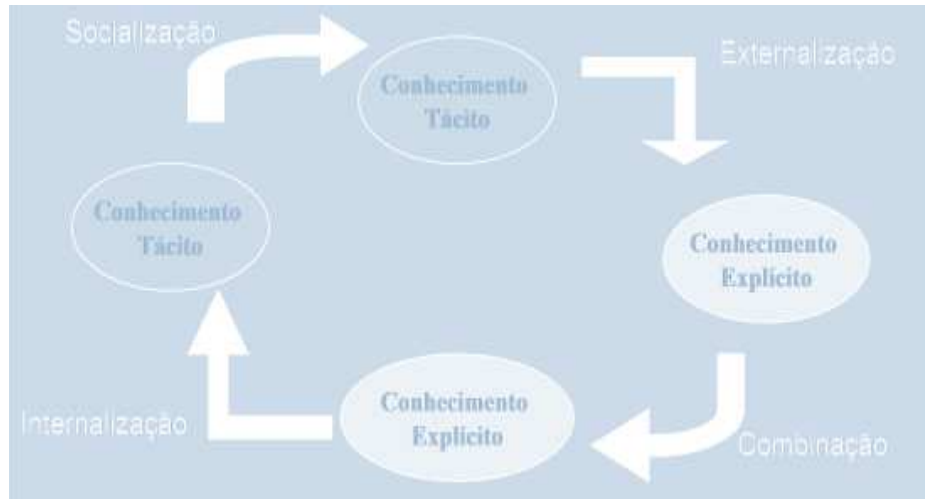 Socialização
Conhecimento
Tácito
Externalização
Conhecimento
Tácito
Conhecimento
Explícito
Conhecimento
Explícito
Internalização
Combinação